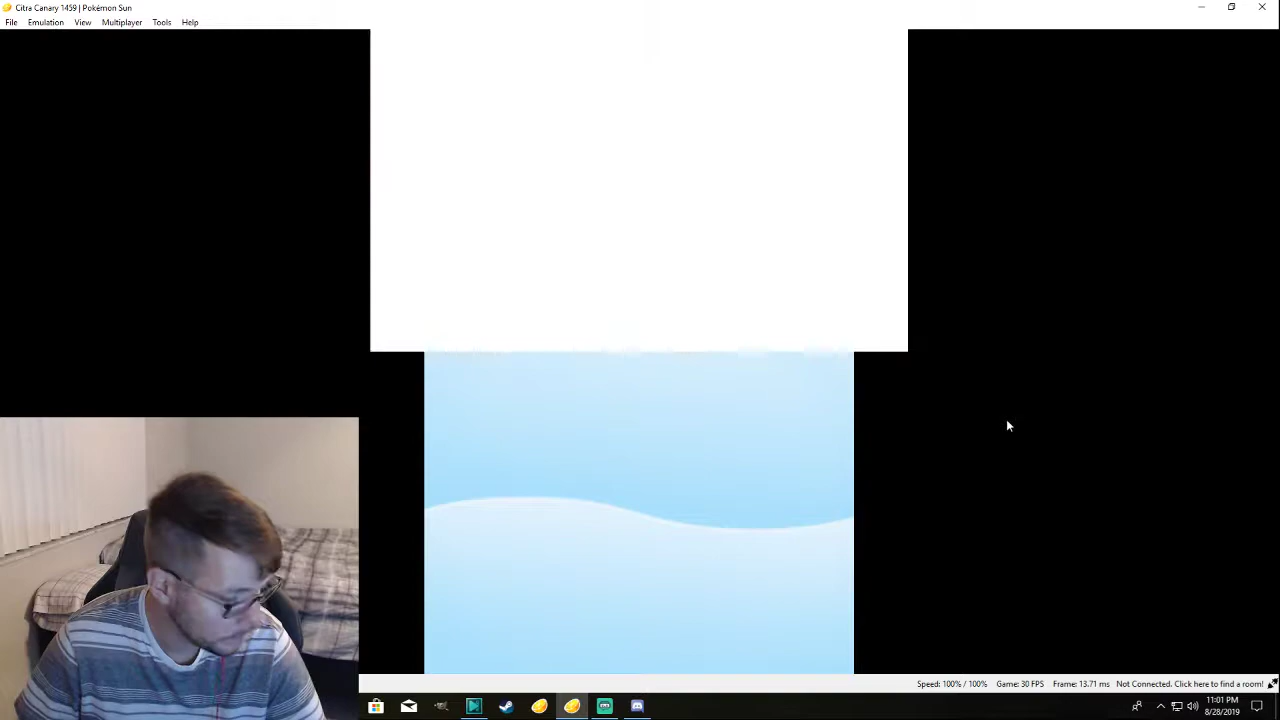 Citra Canary 1459 | Pokémon Sun
File Emulation View Multiplayer Tools Help
Speed: 100% / 100% Game: 30 FPS Frame: 13.71 ms Not Connected. Click here to find a room!
11:01 PM
8/28/2019